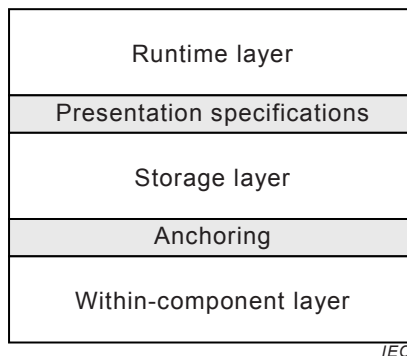 Runtime layer
Presentation specifications
Storage layer
Anchoring
Within-component layer
IEC